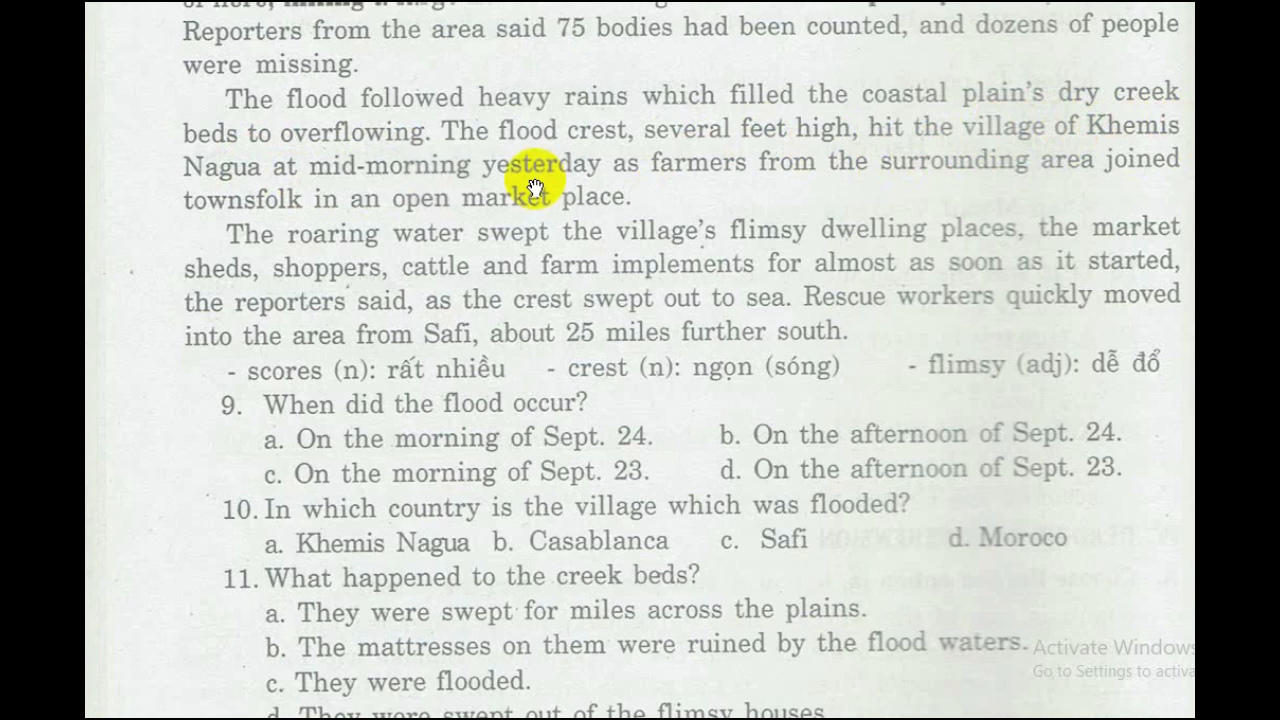 Reporters from the area said 75 bodies had been counted, and dozens of people
were missing.
The flood followed heavy rains which filled the coastal plain's dry creek
beds to overflowing. The flood crest, several feet high, hit the village of Khemis
Nagua at mid-morning yesterday as farmers from the surrounding area joined
townsfolk in an open market place.
The roaring water swept the village's flimsy dwelling places, the market
sheds, shoppers, cattle and farm implements for almost as soon as it started,
the reporters said, as the crest swept out to sea. Rescue workers quickly moved
into the area from Safi, about 25 miles further south.
- scores (n): rất nhiều - crest (n): ngọn (sóng) - flimsy (adj): dễ đổ
9. When did the flood occur?
a. On the morning of Sept. 24. b. On the afternoon of Sept. 24.
c. On the morning of Sept. 23. d. On the afternoon of Sept. 23.
10. In which country is the village which was flooded?
a. Khemis Nagua b. Casablanca c. Safi d. Moroco
11. What happened to the creek beds?
a. They were swept for miles across the plains.
b. The mattresses on them were ruined by the flood waters.
Activate Windows
Go to Settings to activa
c. They were flooded.
d. They were swept out of the flimsy houses